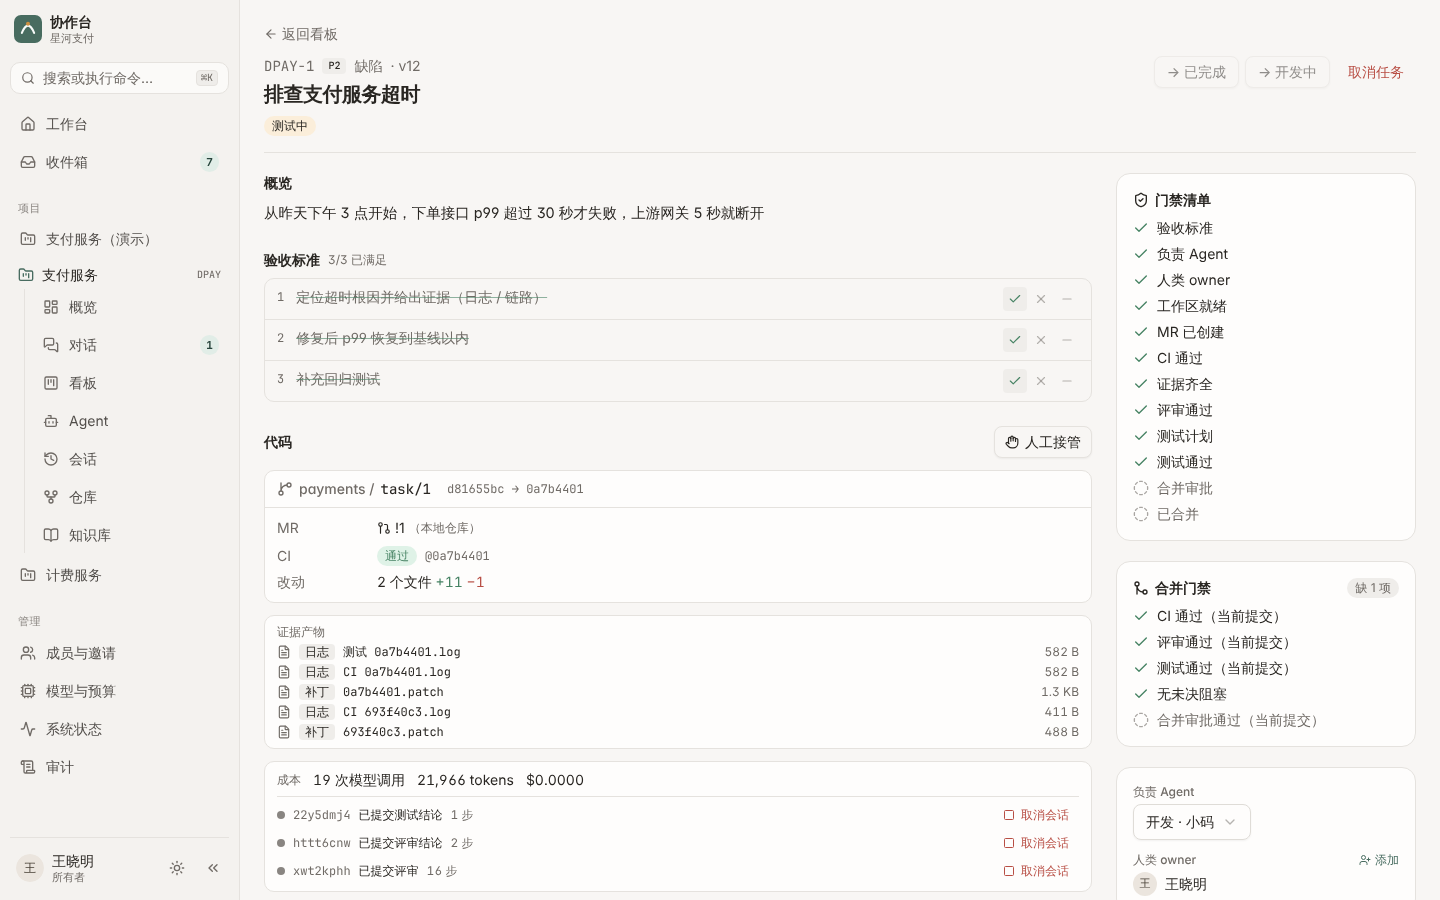 协作台
星河支付
搜索或执行命令... ⌘K
工作台
收件箱 7
项目
支付服务（演示）
支付服务 DPAY
概览
对话 1
看板
Agent
会话
仓库
知识库
计费服务
管理
成员与邀请
模型与预算
系统状态
审计
王 王晓明
所有者
← 返回看板
DPAY-1 P2 缺陷 · v12
排查支付服务超时
测试中
→ 已完成 → 开发中 取消任务
概览
从昨天下午 3 点开始，下单接口 p99 超过 30 秒才失败，上游网关 5 秒就断开
验收标准 3/3 已满足
1 定位超时根因并给出证据（日志 / 链路）
2 修复后 p99 恢复到基线以内
3 补充回归测试
代码 人工接管
payments / task/1 d81655bc → 0a7b4401
MR !1 （本地仓库）
CI 通过 @0a7b4401
改动 2 个文件 +11 −1
证据产物
日志 测试 0a7b4401.log 582 B
日志 CI 0a7b4401.log 582 B
补丁 0a7b4401.patch 1.3 KB
日志 CI 693f40c3.log 411 B
补丁 693f40c3.patch 488 B
成本 19 次模型调用 21,966 tokens $0.0000
22y5dmj4 已提交测试结论 1 步 取消会话
httt6cnw 已提交评审结论 2 步 取消会话
xwt2kphh 已提交评审 16 步 取消会话
门禁清单
验收标准
负责 Agent
人类 owner
工作区就绪
MR 已创建
CI 通过
证据齐全
评审通过
测试计划
测试通过
合并审批
已合并
合并门禁 缺 1 项
CI 通过（当前提交）
评审通过（当前提交）
测试通过（当前提交）
无未决阻塞
合并审批通过（当前提交）
负责 Agent
开发 · 小码
人类 owner 添加
王 王晓明